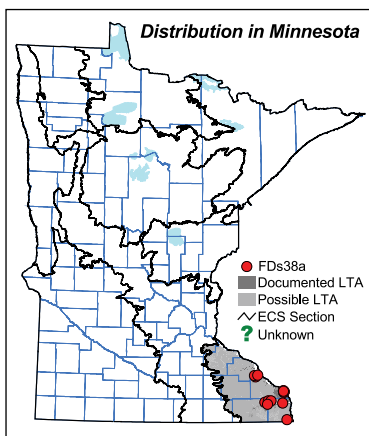 Distribution in Minnesota
FDs38a
Documented LTA
Possible LTA
ECS Section
? Unknown